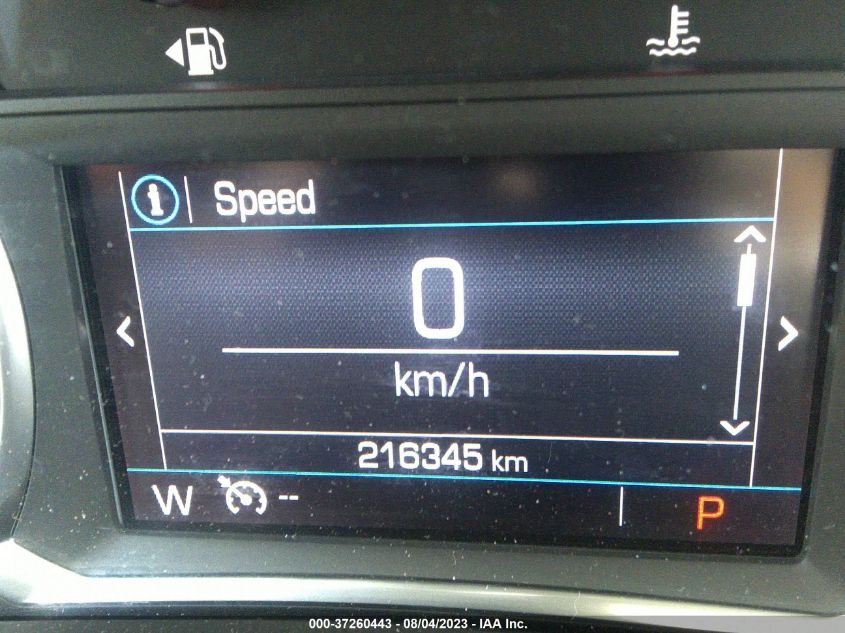 Speed
0
km/h
216345 km
W --
P
000-37260443 - 08/04/2023 - IAA Inc.